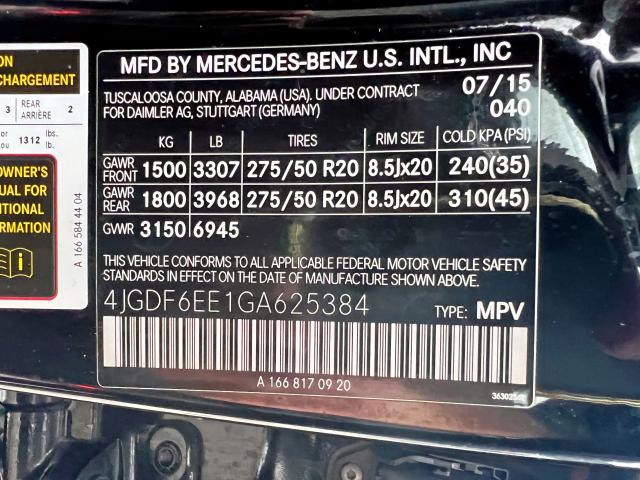 ON
CHARGEMENT
3 REAR ARRIÈRE 2
or ou 1312 lbs. lb.
OWNER'S
UAL FOR
TIONAL
FORMATION
A 166 584 44 04
MFD BY MERCEDES-BENZ U.S. INTL., INC
TUSCALOOSA COUNTY, ALABAMA (USA). UNDER CONTRACT 07/15
FOR DAIMLER AG, STUTTGART (GERMANY) 040
KG LB TIRES RIM SIZE COLD KPA (PSI)
GAWR FRONT 1500 3307 275/50 R20 8.5Jx20 240(35)
GAWR REAR 1800 3968 275/50 R20 8.5Jx20 310(45)
GVWR 3150 6945
THIS VEHICLE CONFORMS TO ALL APPLICABLE FEDERAL MOTOR VEHICLE SAFETY
STANDARDS IN EFFECT ON THE DATE OF MANUFACTURE SHOWN ABOVE.
4JGDF6EE1GA625384 TYPE: MPV
A 166 817 09 20